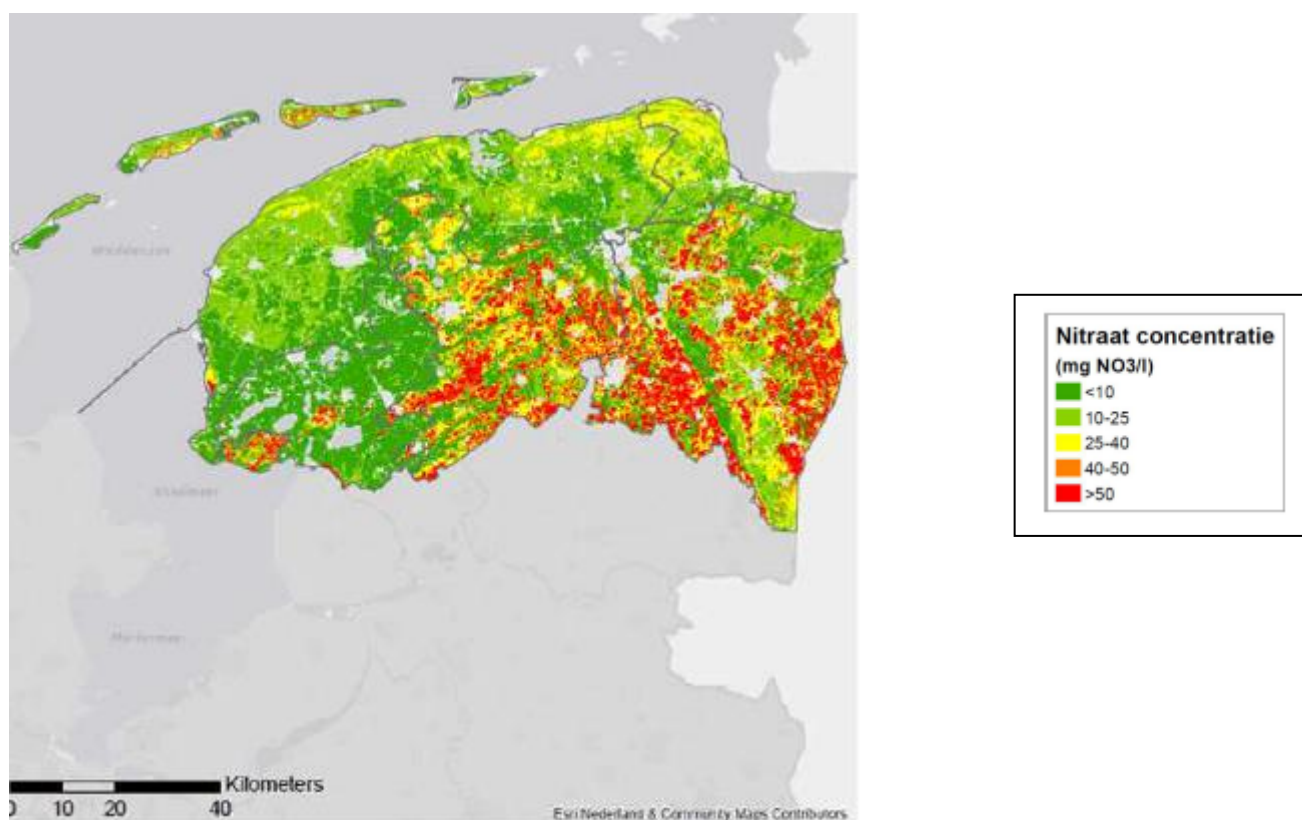 Nitraat concentratie
(mg NO3/l)
<10
10-25
25-40
40-50
>50
Kilometers
0 10 20 40
Esri Nederland & Community Maps Contributors